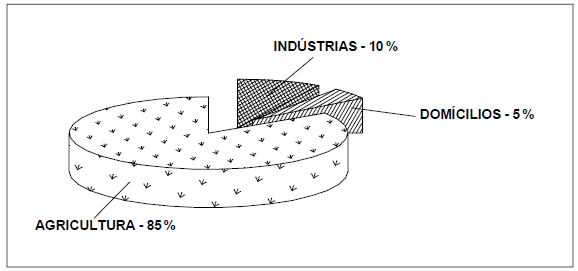 INDÚSTRIAS - 10 %
DOMÍCILIOS - 5 %
AGRICULTURA - 85 %